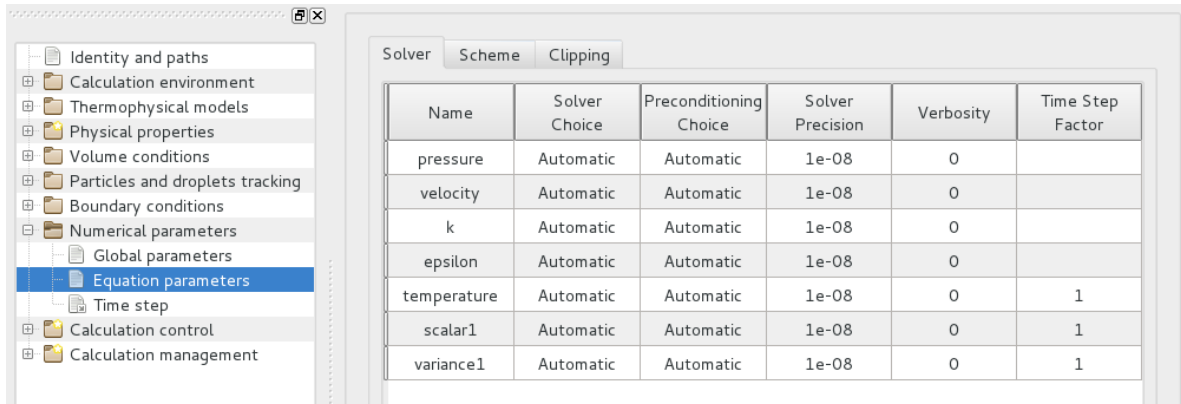 Identity and paths
Calculation environment
Thermophysical models
Physical properties
Volume conditions
Particles and droplets tracking
Boundary conditions
Numerical parameters
Global parameters
Equation parameters
Time step
Calculation control
Calculation management
Solver Scheme Clipping
Name Solver Choice Preconditioning Choice Solver Precision Verbosity Time Step Factor
pressure Automatic Automatic 1e-08 0
velocity Automatic Automatic 1e-08 0
k Automatic Automatic 1e-08 0
epsilon Automatic Automatic 1e-08 0
temperature Automatic Automatic 1e-08 0 1
scalar1 Automatic Automatic 1e-08 0 1
variance1 Automatic Automatic 1e-08 0 1